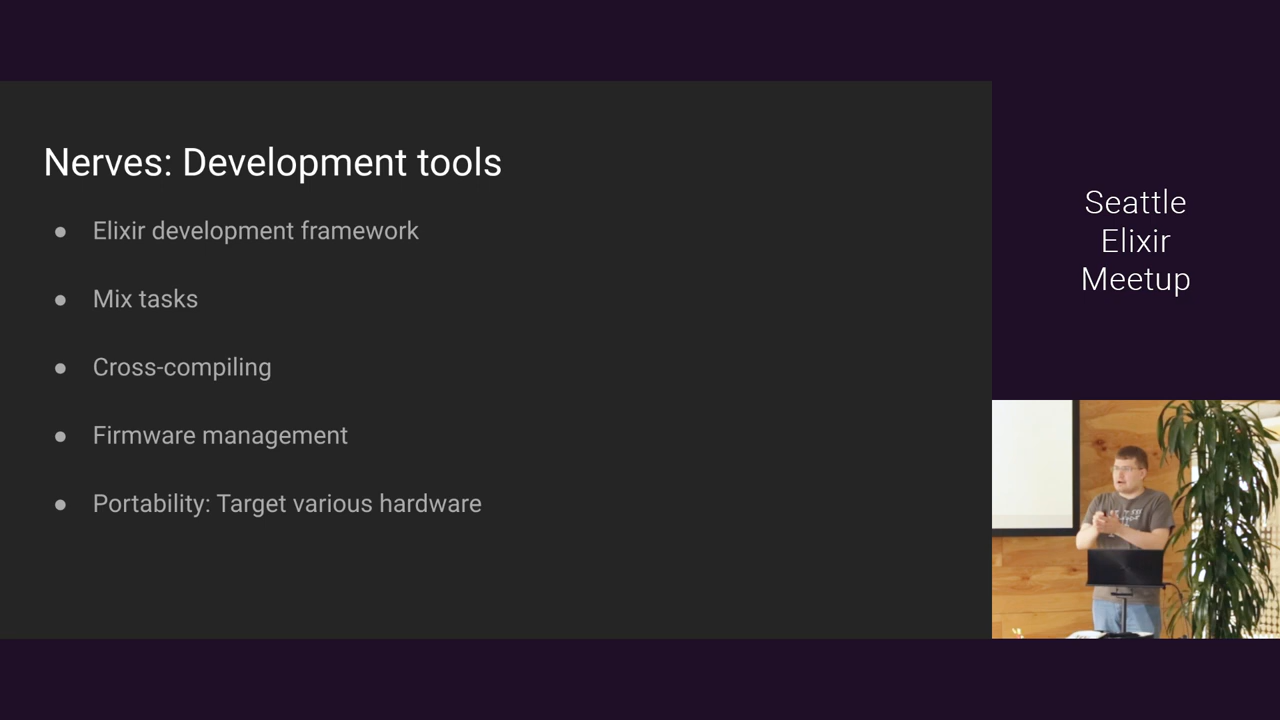 Nerves: Development tools
● Elixir development framework
● Mix tasks
● Cross-compiling
● Firmware management
● Portability: Target various hardware
Seattle
Elixir
Meetup